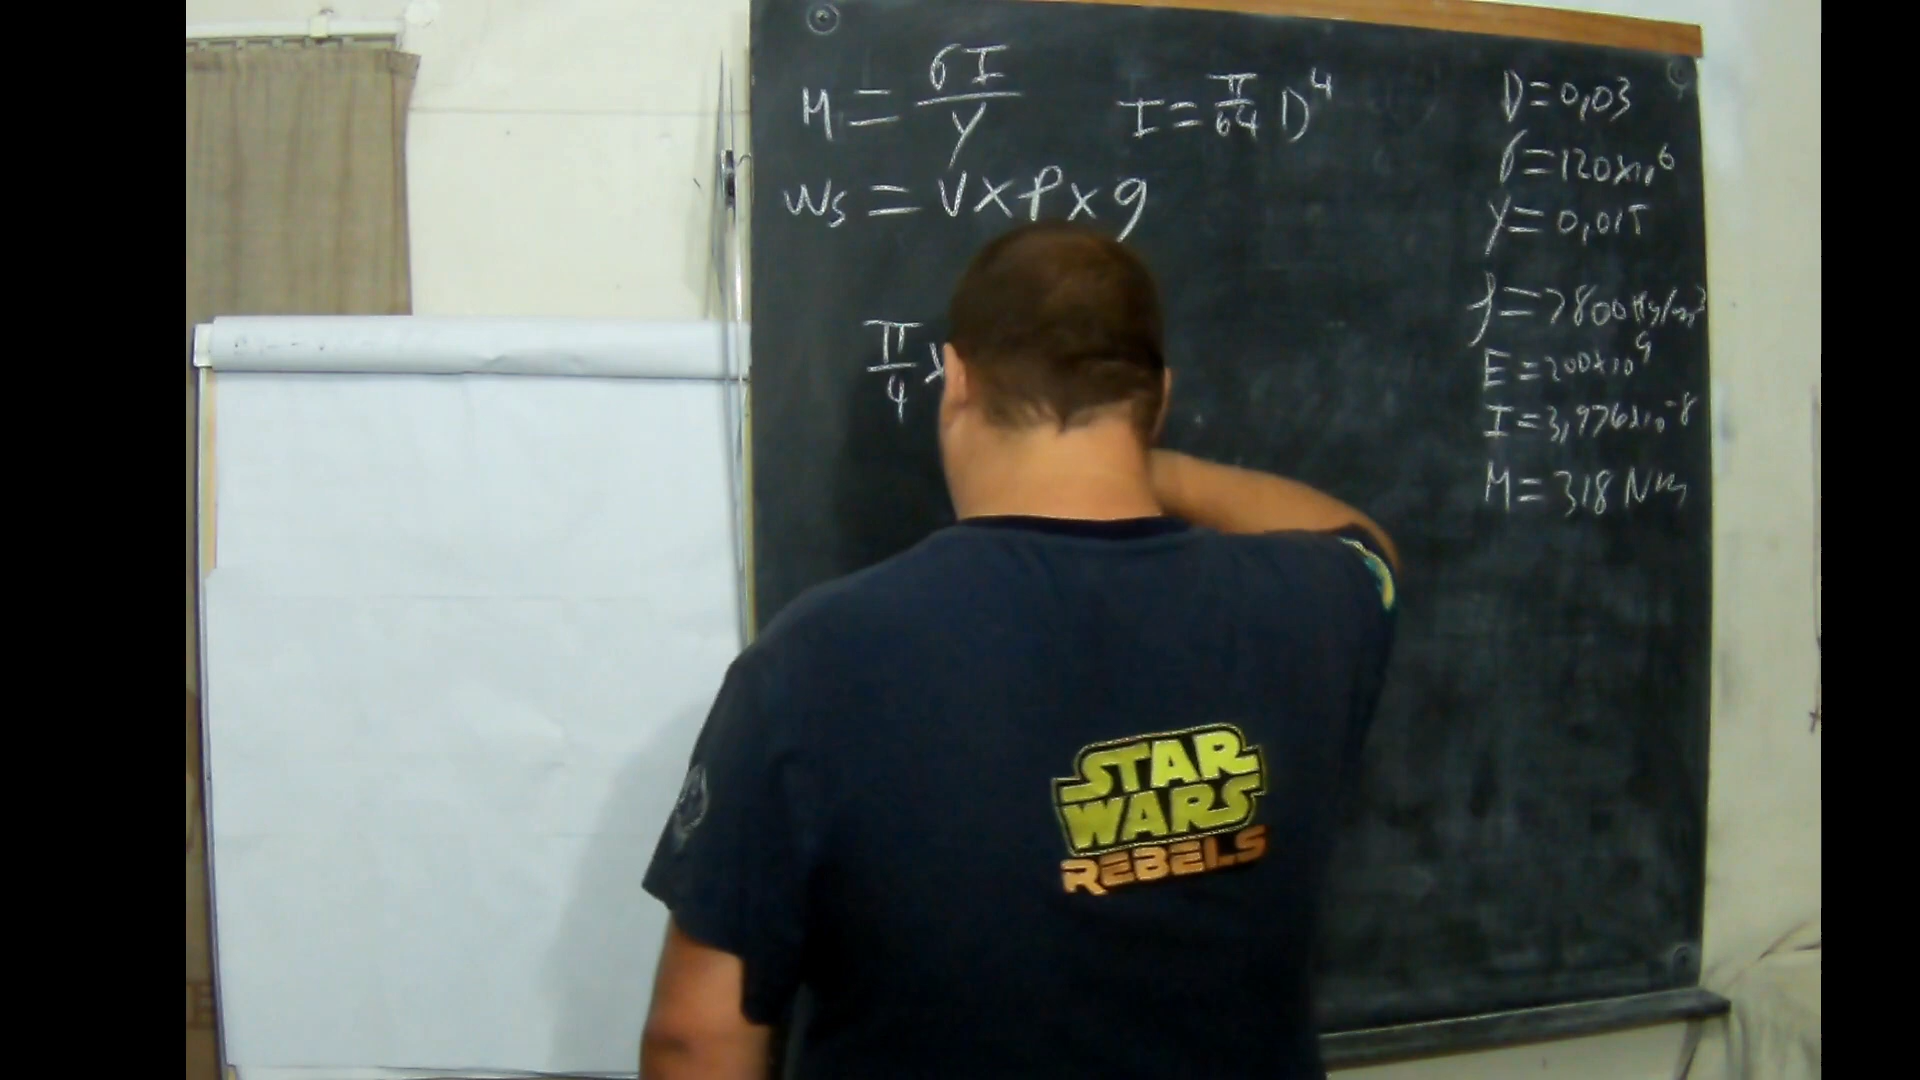 M = σI / y
I = π/64 D⁴
Ws = V x ρ x g
π/4 x
D = 0,03
σ = 120x10⁶
y = 0,015
ρ = 7800 Kg/m³
E = 200x10⁹
I = 3,976x10⁻⁸
M = 318 Nm
STAR
WARS
REBELS